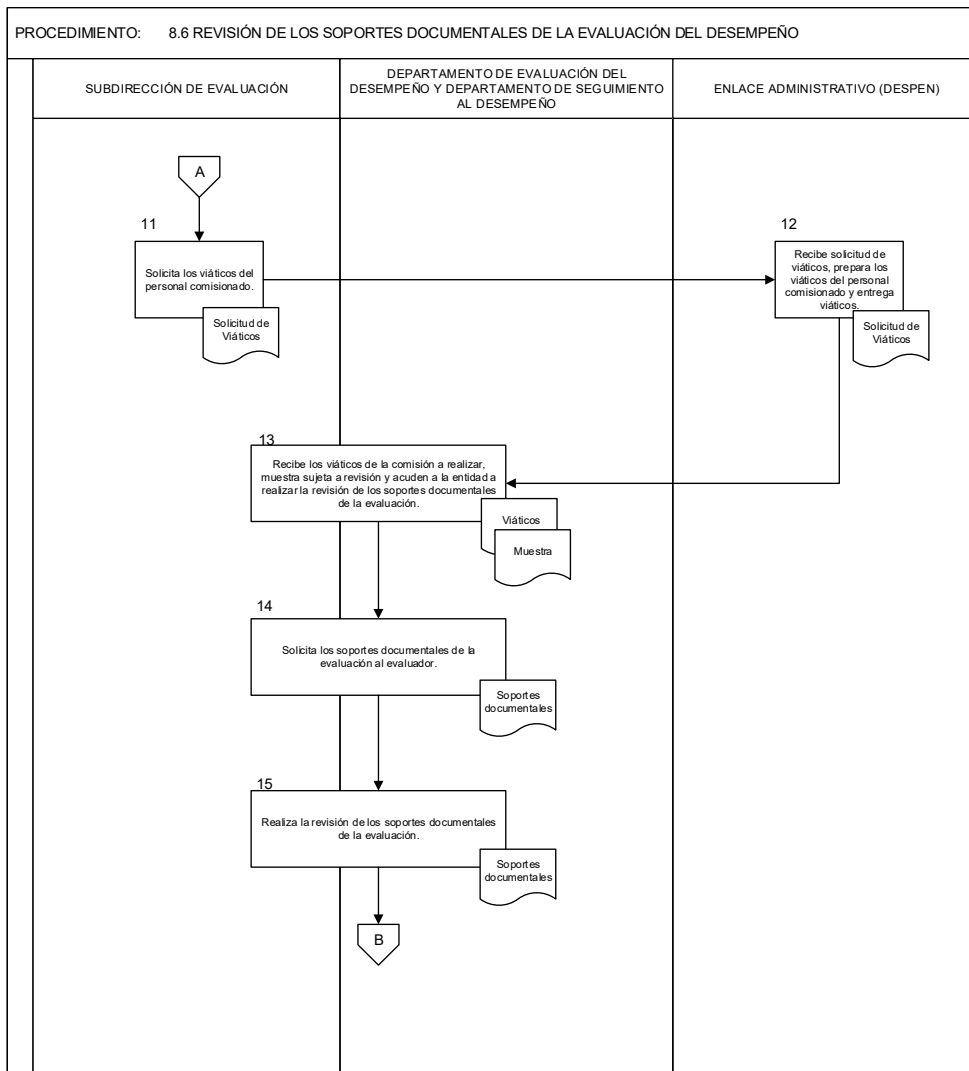 PROCEDIMIENTO: 8.6 REVISIÓN DE LOS SOPORTES DOCUMENTALES DE LA EVALUACIÓN DEL DESEMPEÑO
SUBDIRECCIÓN DE EVALUACIÓN
DEPARTAMENTO DE EVALUACIÓN DEL
DESEMPEÑO Y DEPARTAMENTO DE SEGUIMIENTO
AL DESEMPEÑO
ENLACE ADMINISTRATIVO (DESPEN)
A
11
Solicita los viáticos del
personal comisionado.
Solicitud de
Viáticos
12
Recibe solicitud de
viáticos, prepara los
viáticos del personal
comisionado y entrega
viáticos.
Solicitud de
Viáticos
13
Recibe los viáticos de la comisión a realizar,
muestra sujeta a revisión y acuden a la entidad a
realizar la revisión de los soportes documentales
de la evaluación.
Viáticos
Muestra
14
Solicita los soportes documentales de la
evaluación al evaluador.
Soportes
documentales
15
Realiza la revisión de los soportes documentales
de la evaluación.
Soportes
documentales
B